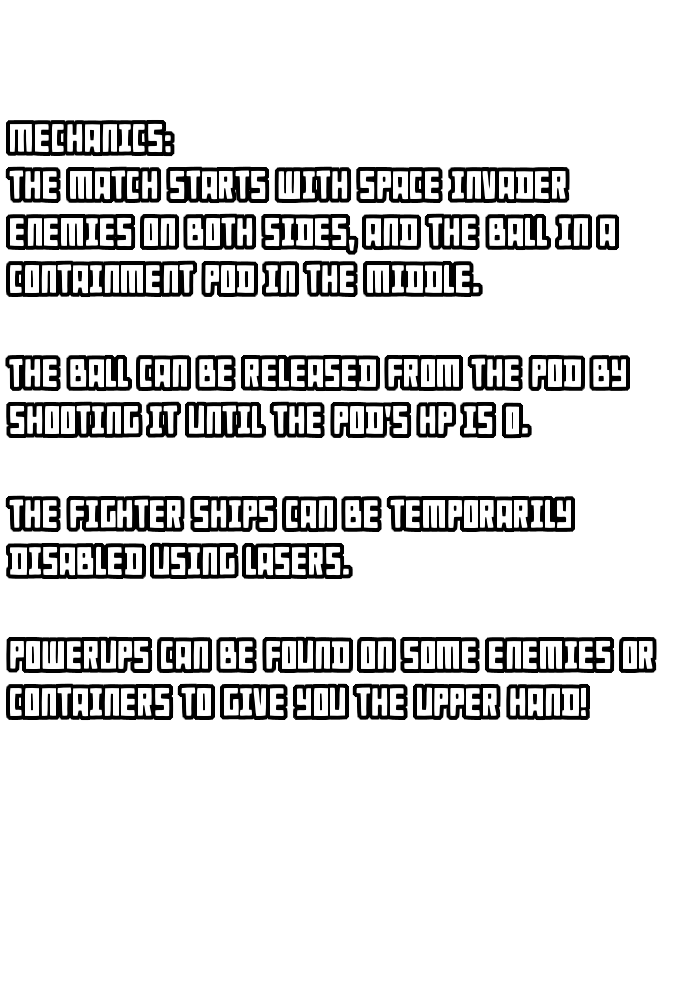 MECHANICS:
THE MATCH STARTS WITH SPACE INVADER
ENEMIES ON BOTH SIDES, AND THE BALL IN A
CONTAINMENT POD IN THE MIDDLE.
THE BALL CAN BE RELEASED FROM THE POD BY
SHOOTING IT UNTIL THE POD'S HP IS 0.
THE FIGHTER SHIPS CAN BE TEMPORARILY
DISABLED USING LASERS.
POWERUPS CAN BE FOUND ON SOME ENEMIES OR
CONTAINERS TO GIVE YOU THE UPPER HAND!